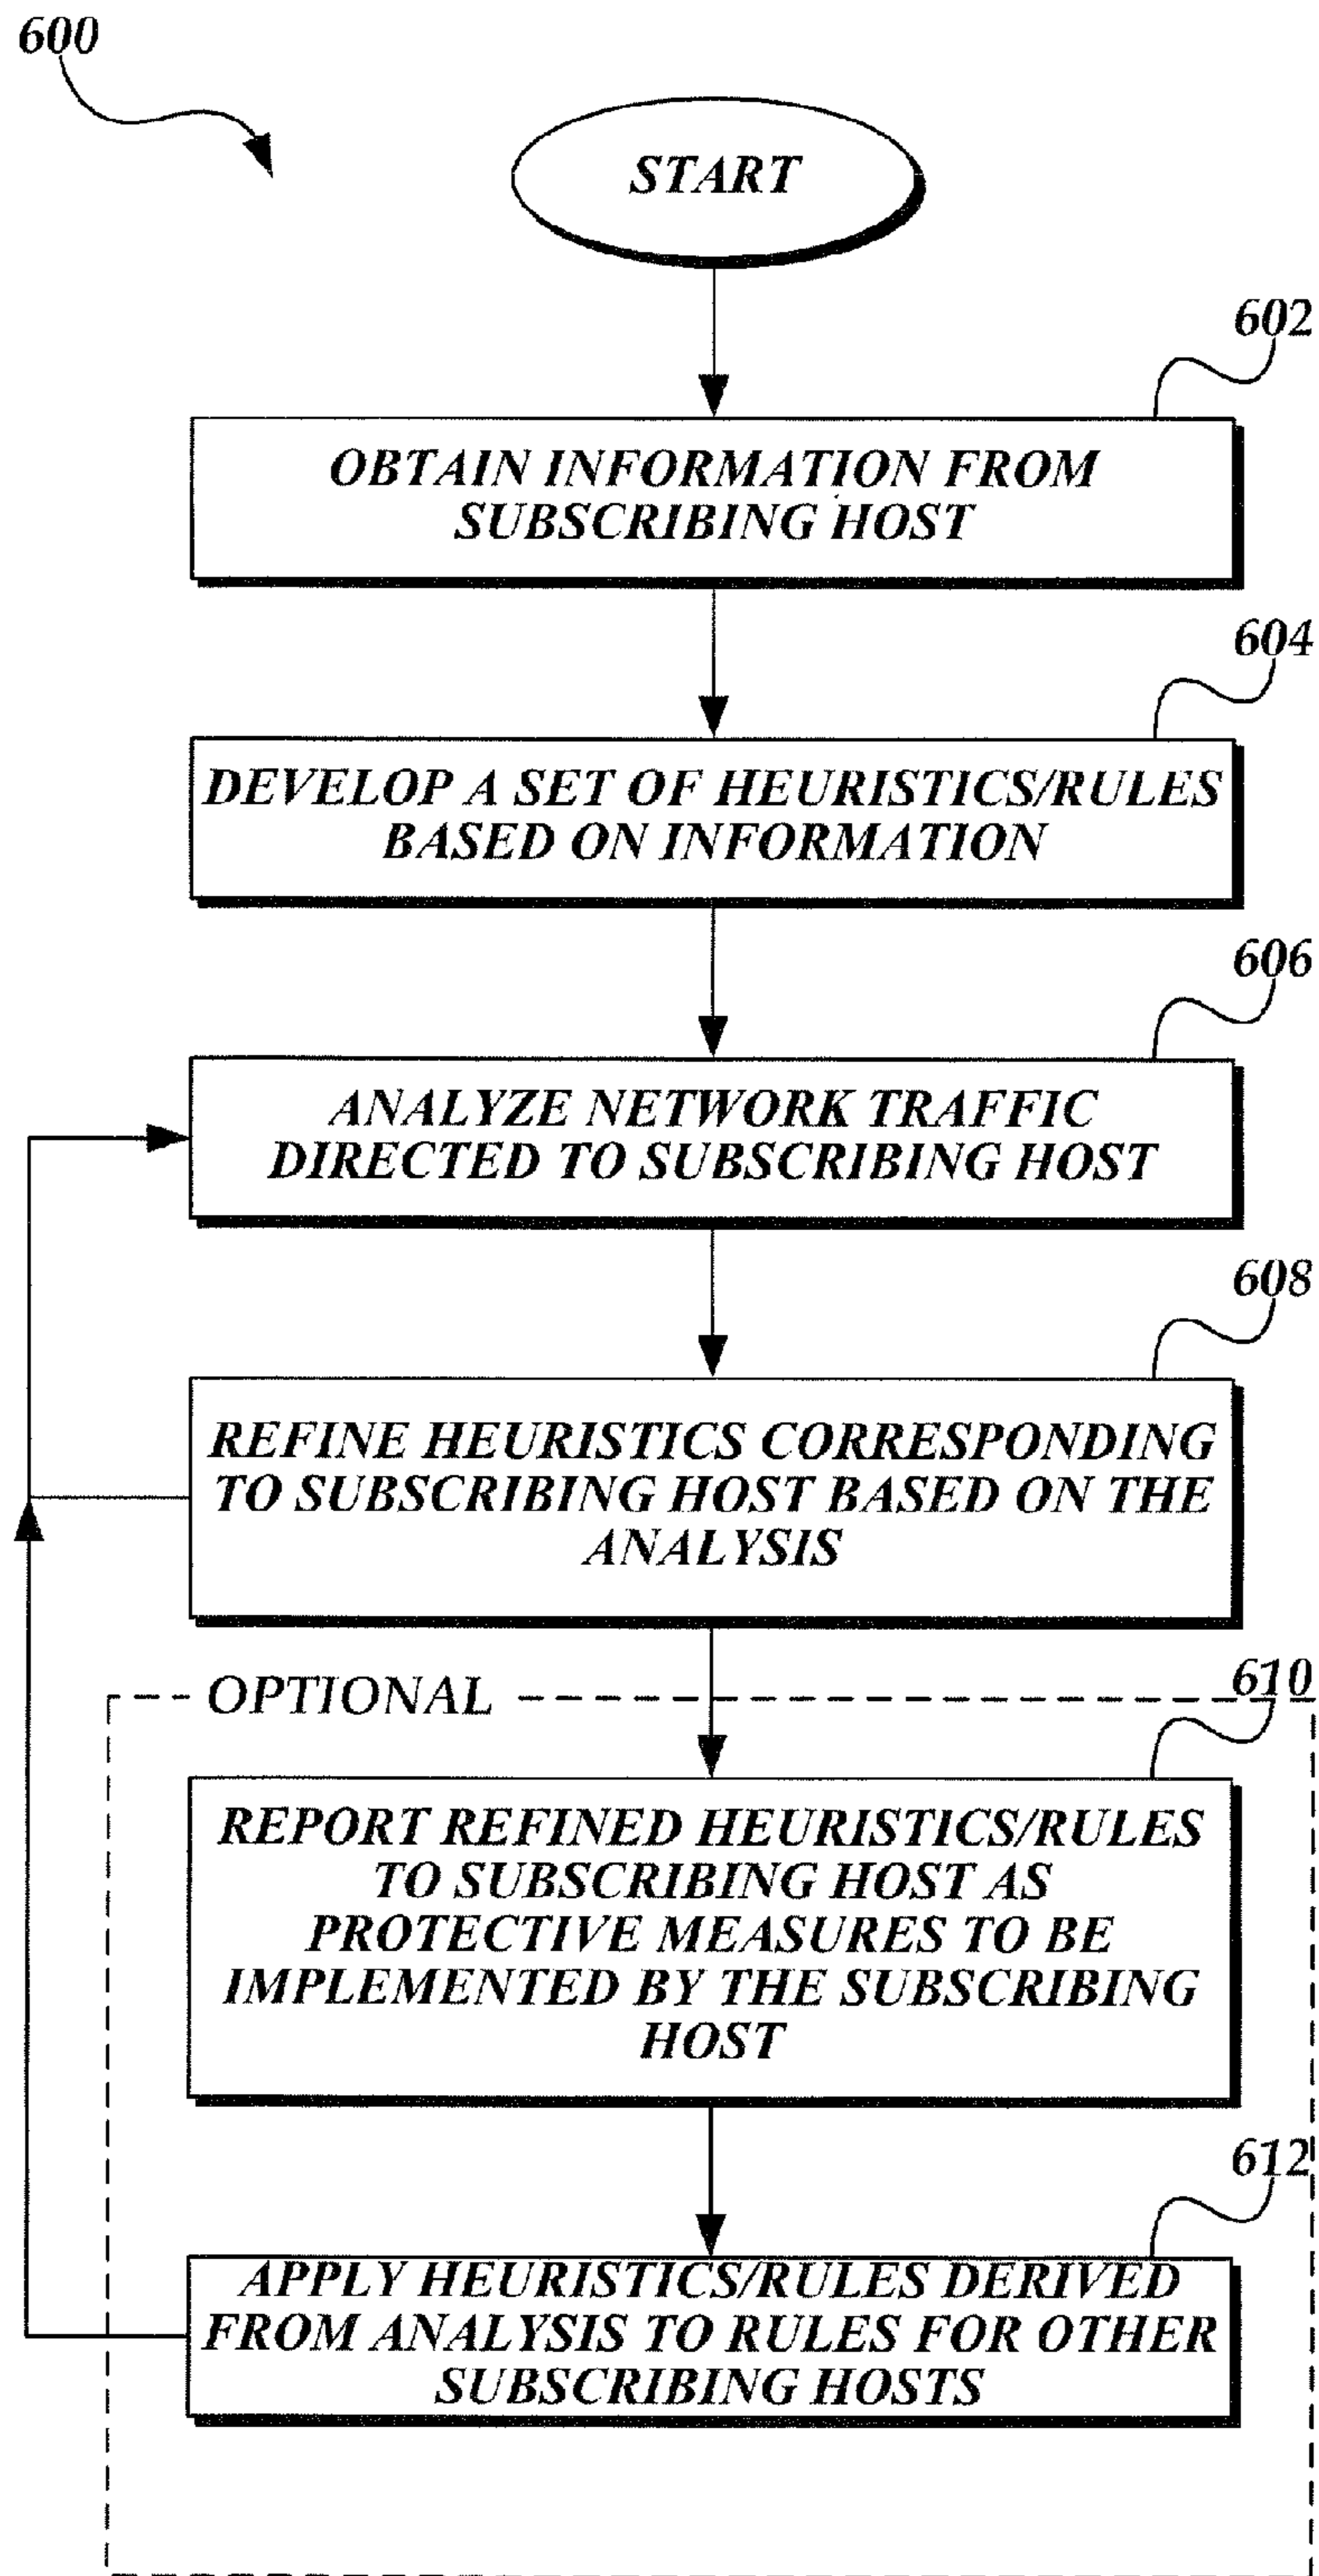 600
START
602
OBTAIN INFORMATION FROM
SUBSCRIBING HOST
604
DEVELOP A SET OF HEURISTICS/RULES
BASED ON INFORMATION
606
ANALYZE NETWORK TRAFFIC
DIRECTED TO SUBSCRIBING HOST
608
REFINE HEURISTICS CORRESPONDING
TO SUBSCRIBING HOST BASED ON THE
ANALYSIS
OPTIONAL
610
REPORT REFINED HEURISTICS/RULES
TO SUBSCRIBING HOST AS
PROTECTIVE MEASURES TO BE
IMPLEMENTED BY THE SUBSCRIBING
HOST
612
APPLY HEURISTICS/RULES DERIVED
FROM ANALYSIS TO RULES FOR OTHER
SUBSCRIBING HOSTS